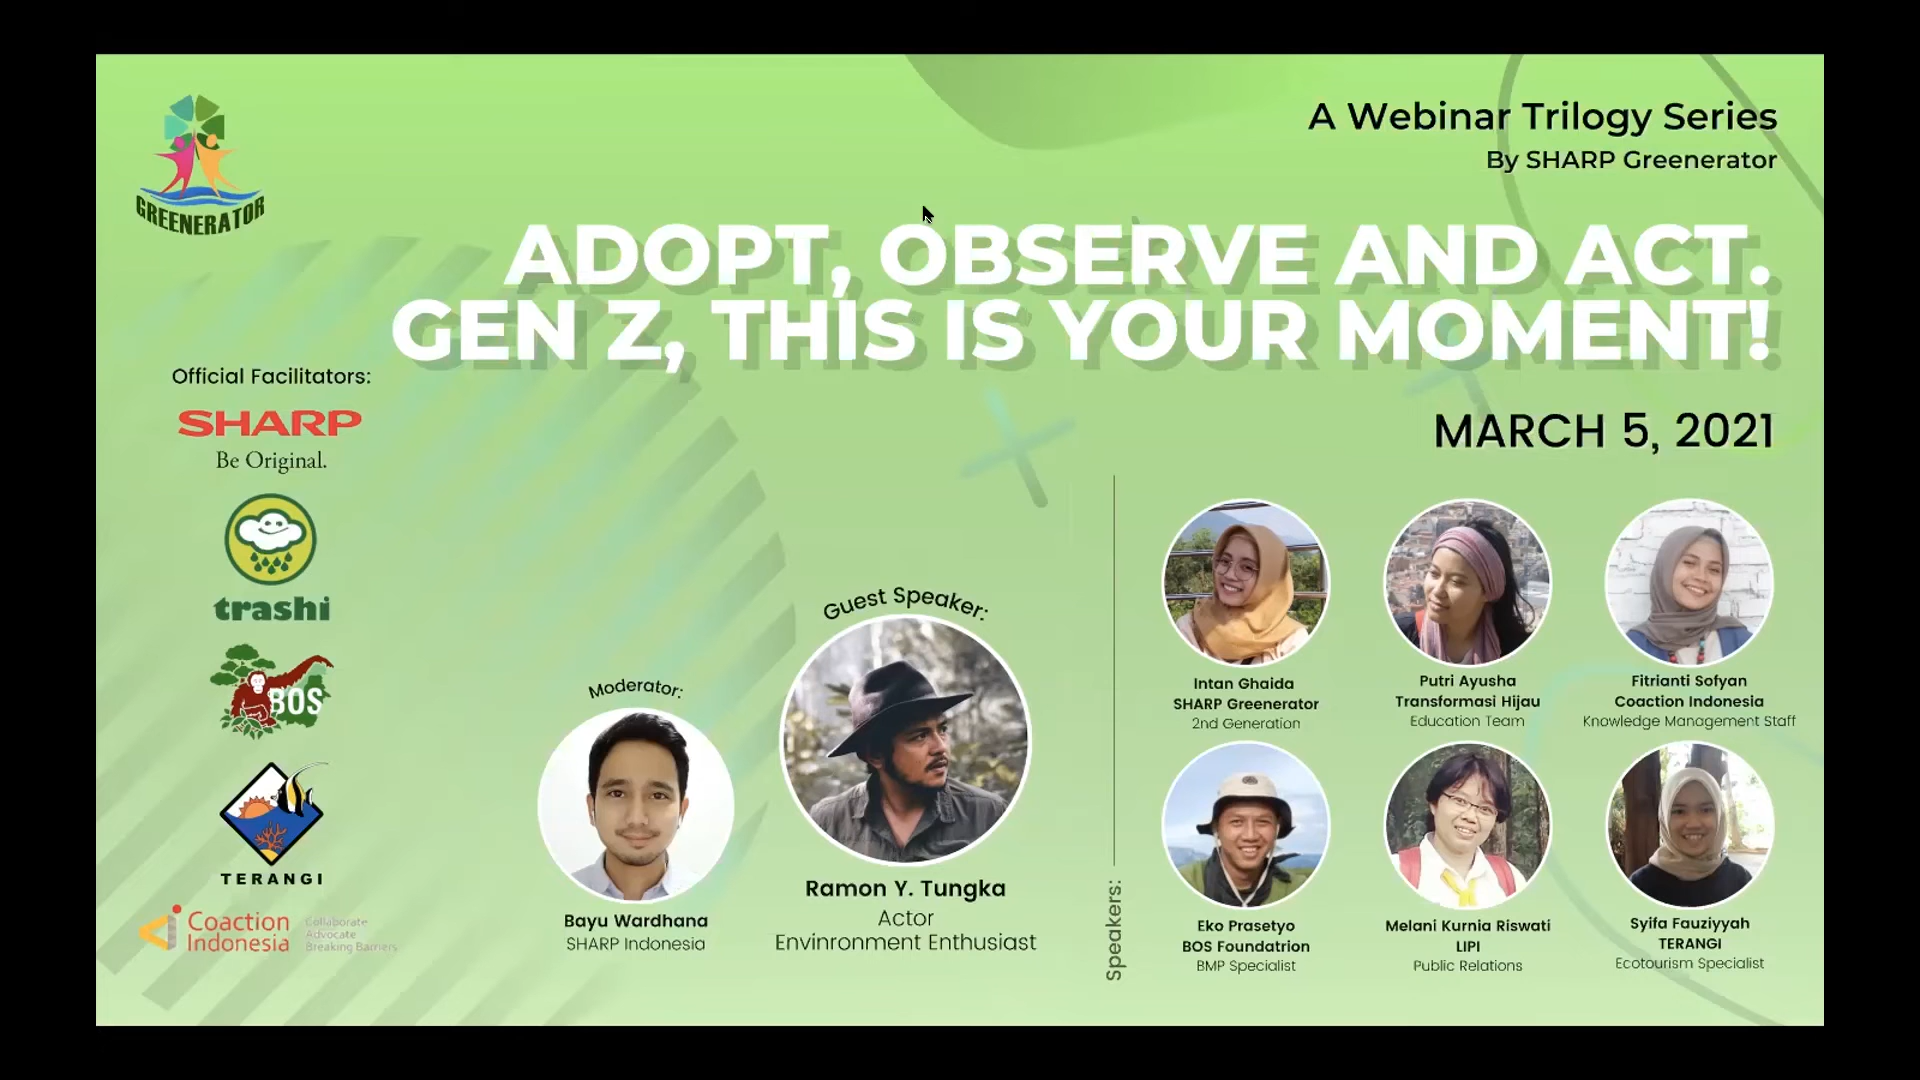 GREENERATOR
A Webinar Trilogy Series
By SHARP Greenerator
ADOPT, OBSERVE AND ACT.
GEN Z, THIS IS YOUR MOMENT!
MARCH 5, 2021
Official Facilitators:
SHARP
Be Original.
trashi
BOS
TERANGI
Coaction
Indonesia
Collaborate
Advocate
Breaking Barriers
Moderator:
Bayu Wardhana
SHARP Indonesia
Guest Speaker:
Ramon Y. Tungka
Actor
Envinronment Enthusiast
Speakers:
Intan Ghaida
SHARP Greenerator
2nd Generation
Putri Ayusha
Transformasi Hijau
Education Team
Fitrianti Sofyan
Coaction Indonesia
Knowledge Management Staff
Eko Prasetyo
BOS Foundatrion
BMP Specialist
Melani Kurnia Riswati
LIPI
Public Relations
Syifa Fauziyyah
TERANGI
Ecotourism Specialist